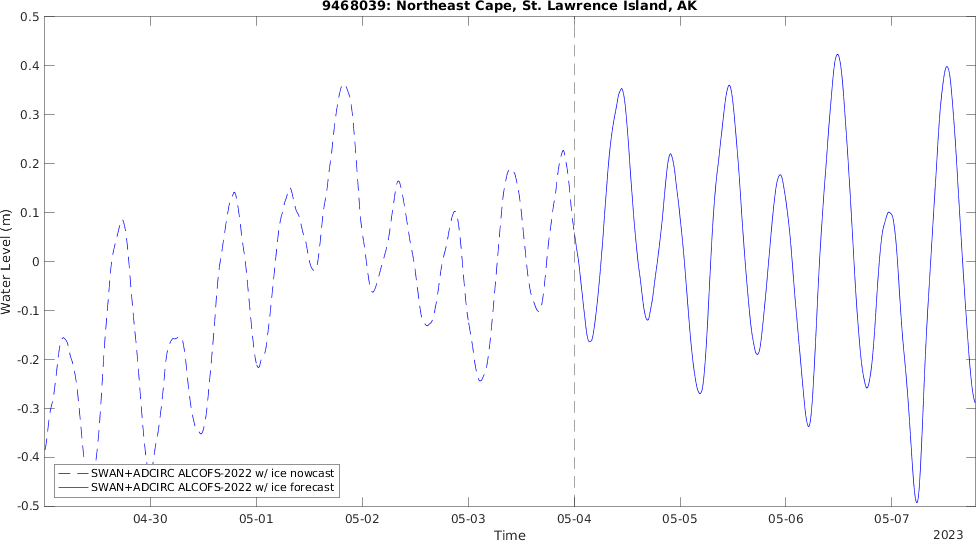 9468039: Northeast Cape, St. Lawrence Island, AK
0.5
0.4
0.3
0.2
0.1
0
-0.1
-0.2
-0.3
-0.4
-0.5
Water Level (m)
SWAN+ADCIRC ALCOFS-2022 w/ ice nowcast
SWAN+ADCIRC ALCOFS-2022 w/ ice forecast
04-30 05-01 05-02 05-03 05-04 05-05 05-06 05-07
Time
2023